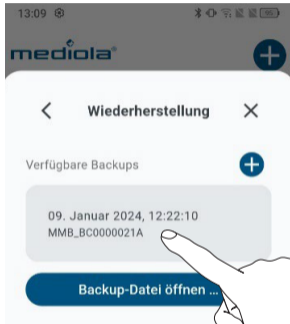 13:09
mediola®
Wiederherstellung
Verfügbare Backups
09. Januar 2024, 12:22:10
MMB_BC0000021A
Backup-Datei öffnen ...